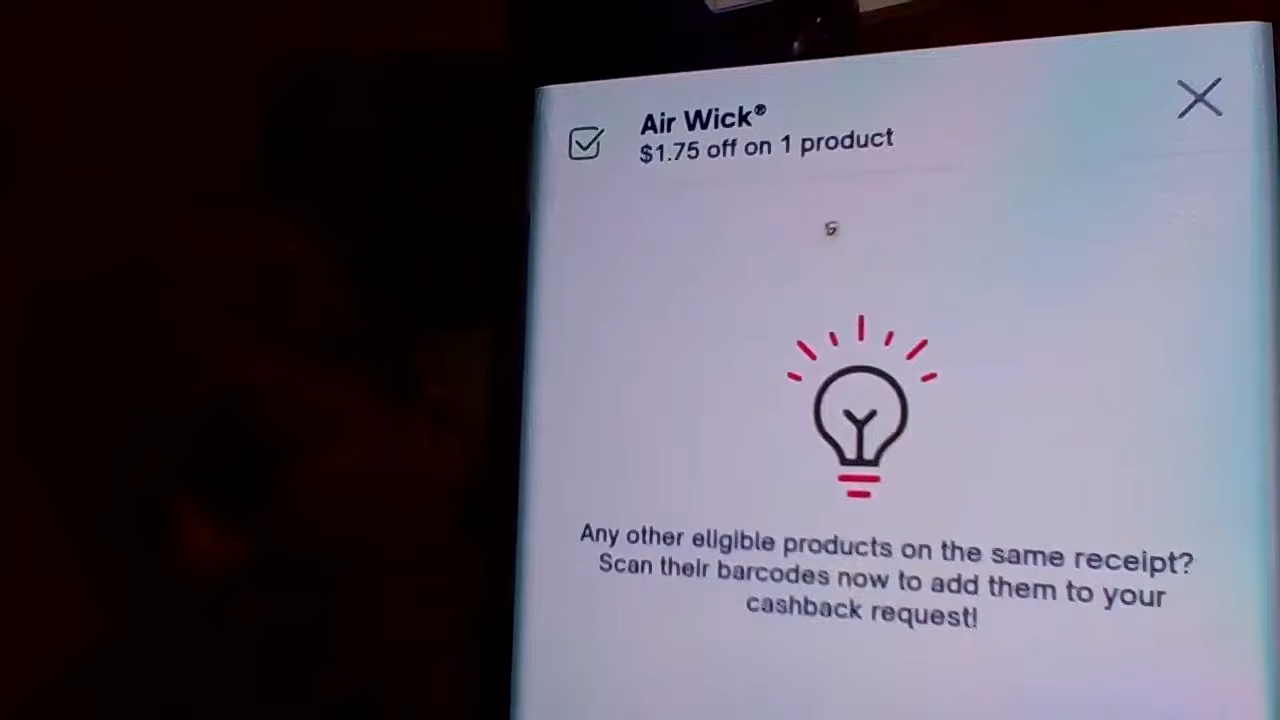 Air Wick®
$1.75 off on 1 product
Any other eligible products on the same receipt?
Scan their barcodes now to add them to your
cashback request!